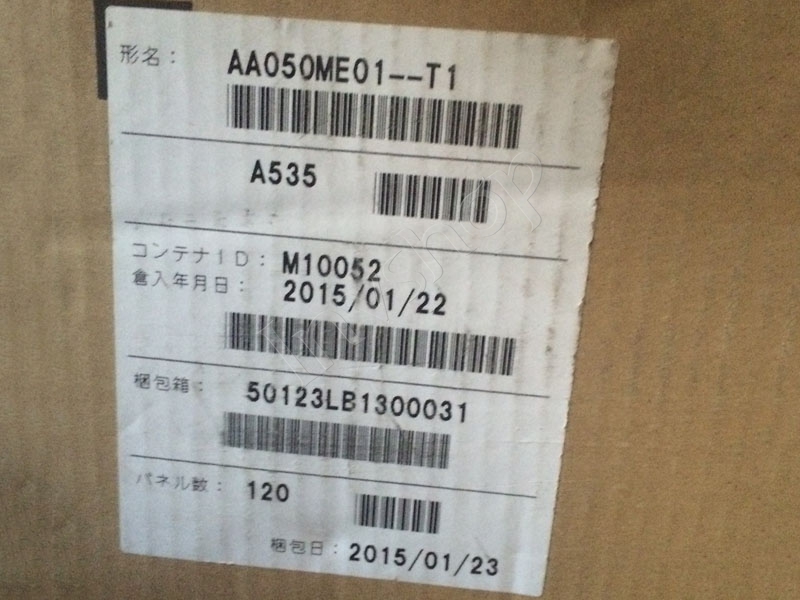 形名： AA050ME01--T1
A535
コンテナID： M10052
倉入年月日： 2015/01/22
梱包箱： 50123LB1300031
パネル数： 120
梱包日： 2015/01/23